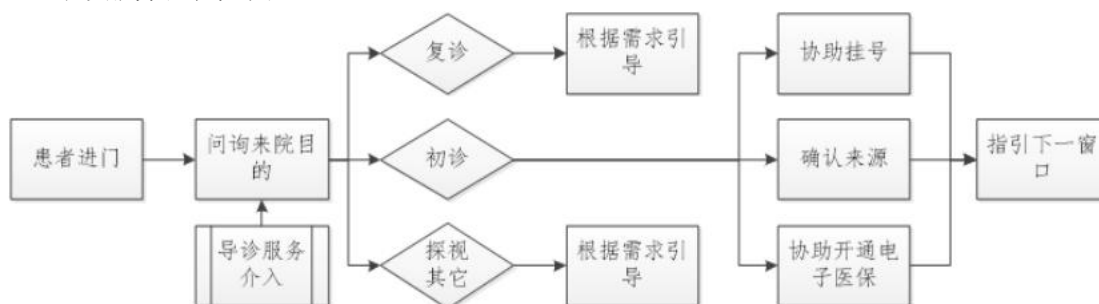 复诊
根据需求引
导
协助挂号
患者进门
问询来院目
的
初诊
确认来源
指引下一窗
口
导诊服务
介入
探视
其它
根据需求引
导
协助开通电
子医保